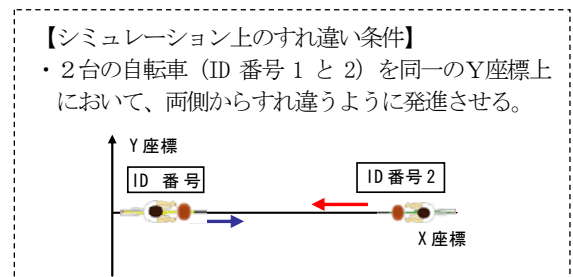 【シミュレーション上のすれ違い条件】
・２台の自転車（ID 番号 1 と 2）を同一のＹ座標上
において、両側からすれ違うように発進させる。
Ｙ座標
ID 番号
ID 番号 2
Ｘ座標